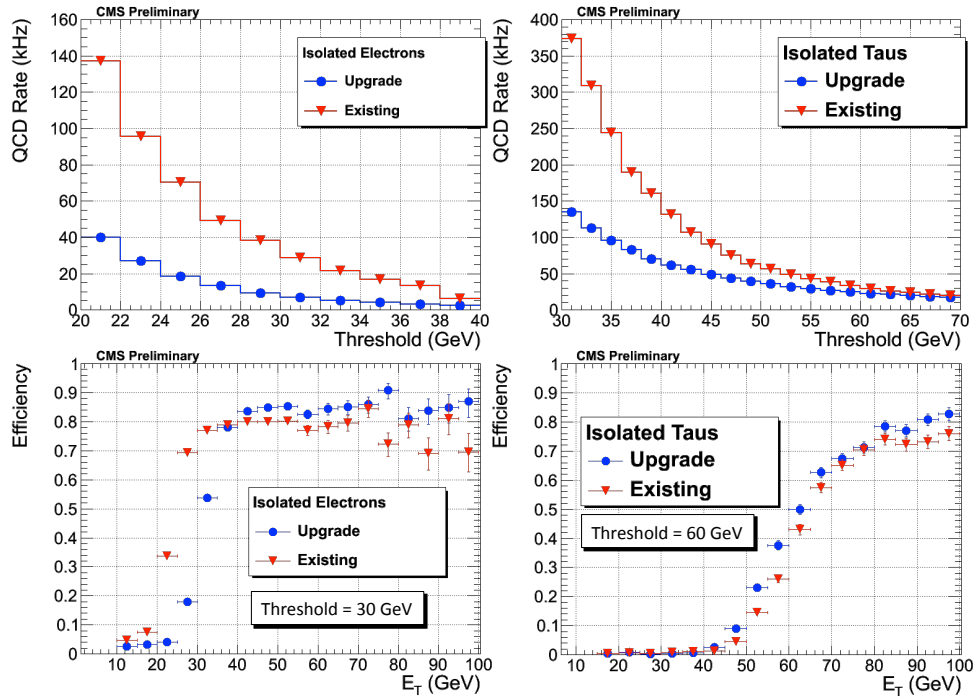 CMS Preliminary
QCD Rate (kHz)
160
140
120
100
80
60
40
20
0
Isolated Electrons
Upgrade
Existing
20 22 24 26 28 30 32 33 34 36 38 40
Threshold (GeV)
CMS Preliminary
QCD Rate (kHz)
400
350
300
250
200
150
100
50
0
Isolated Taus
Upgrade
Existing
30 35 40 45 50 55 60 65 70
Threshold (GeV)
CMS Preliminary
Efficiency
1
0.9
0.8
0.7
0.6
0.5
0.4
0.3
0.2
0.1
0
Isolated Electrons
Upgrade
Existing
Threshold = 30 GeV
10 20 30 40 50 60 70 80 90 100
E_T (GeV)
CMS Preliminary
Efficiency
1
0.9
0.8
0.7
0.6
0.5
0.4
0.3
0.2
0.1
0
Isolated Taus
Upgrade
Existing
Threshold = 60 GeV
10 20 30 40 50 60 70 80 90 100
E_T (GeV)